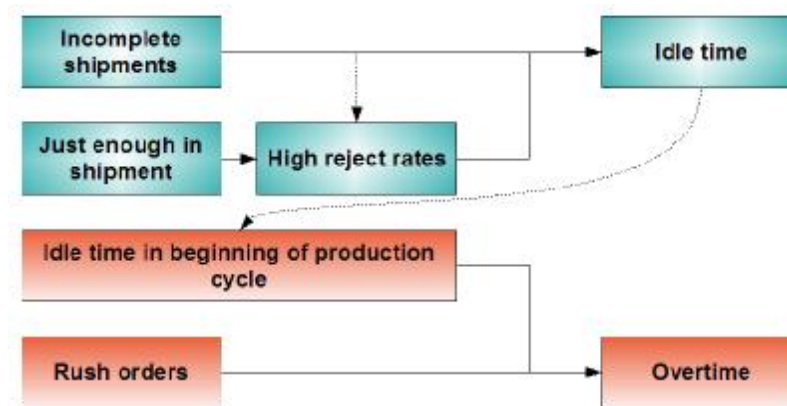 Incomplete
shipments
Idle time
Just enough in
shipment
High reject rates
Idle time in beginning of production
cycle
Rush orders
Overtime